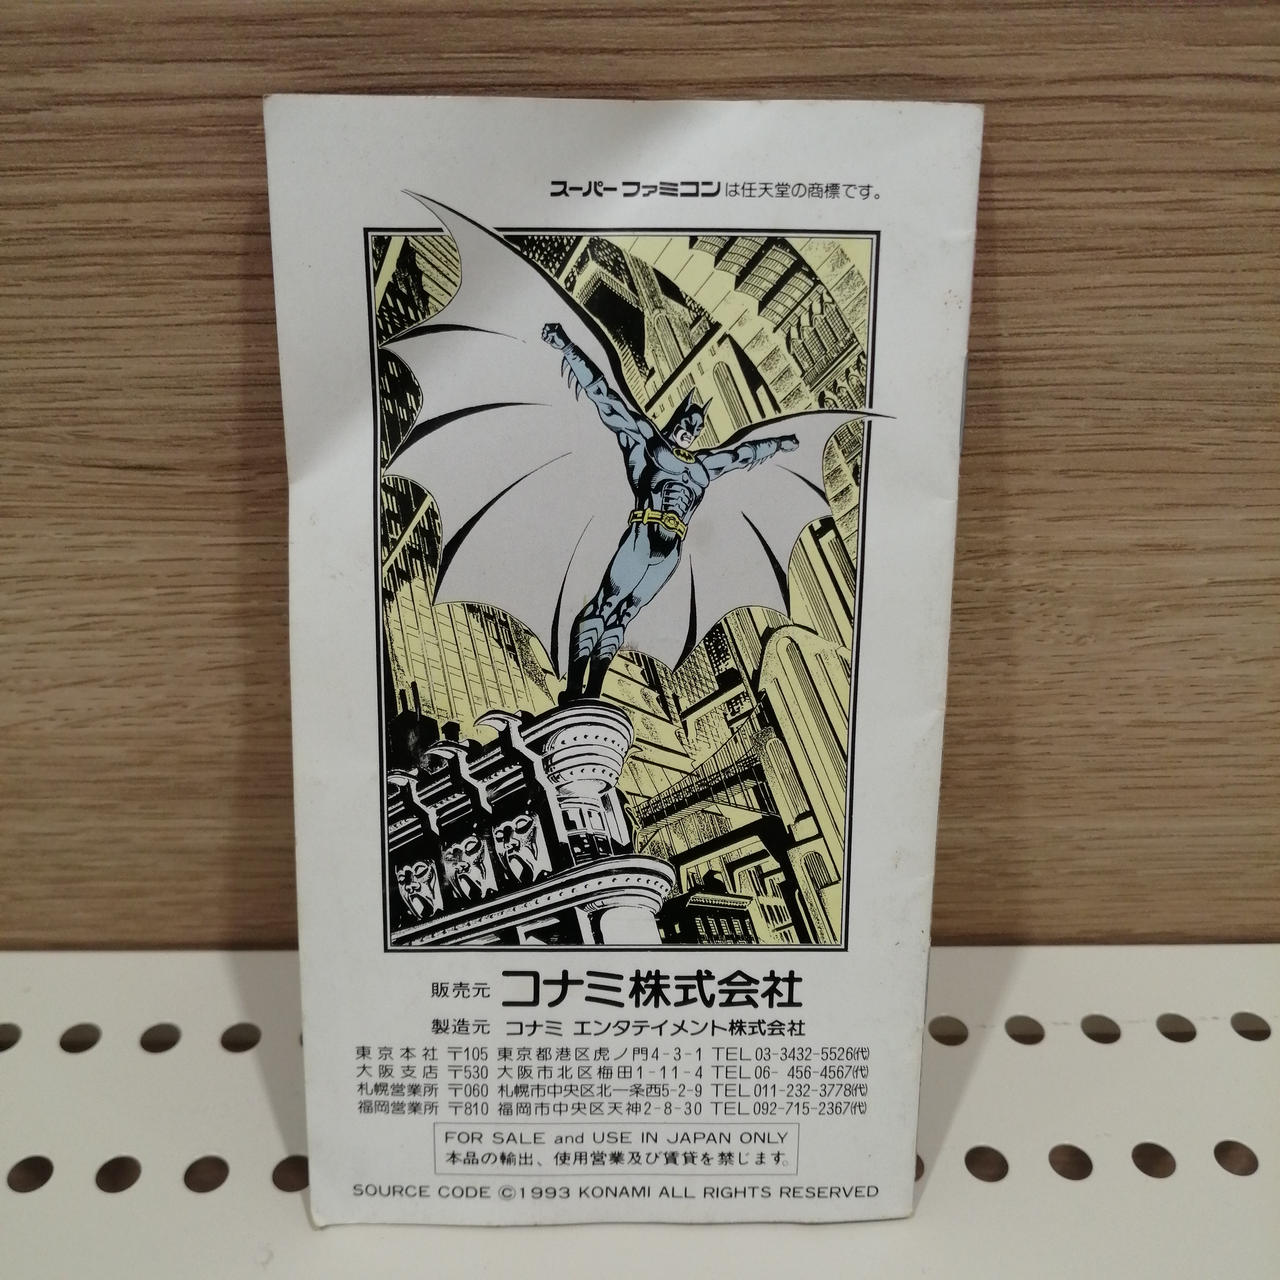 スーパーファミコンは任天堂の商標です。
販売元 コナミ株式会社
製造元 コナミ エンタテイメント株式会社
東京本社 〒105 東京都港区虎ノ門4-3-1 TEL 03-3432-5526㈹
大阪支店 〒530 大阪市北区梅田1-11-4 TEL 06- 456-4567㈹
札幌営業所 〒060 札幌市中央区北一条西5-2-9 TEL 011-232-3778㈹
福岡営業所 〒810 福岡市中央区天神2-8-30 TEL 092-715-2367㈹
FOR SALE and USE IN JAPAN ONLY
本品の輸出、使用営業及び賃貸を禁じます。
SOURCE CODE ©1993 KONAMI ALL RIGHTS RESERVED